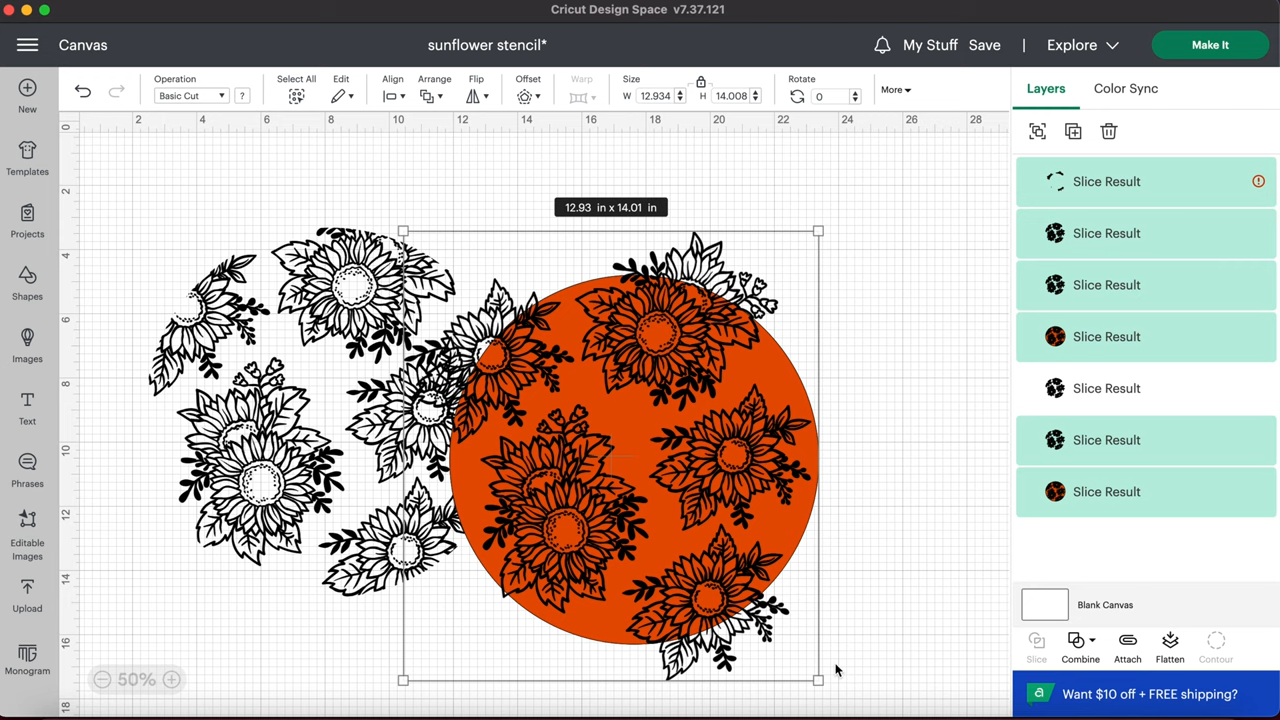 Cricut Design Space v7.37.121
Canvas
sunflower stencil*
My Stuff
Save
|
Explore
Make It
New
Templates
Projects
Shapes
Images
Text
Phrases
Editable
Images
Upload
Monogram
Operation
Basic Cut
?
Select All
Edit
Align
Arrange
Flip
Offset
Warp
Size
W 12.934
H 14.008
Rotate
0
More
0 2 4 6 8 10 12 14 16 18 20 22 24 26 28
2
4
6
8
10
12
14
16
18
12.93 in x 14.01 in
50%
Layers
Color Sync
Slice Result
Slice Result
Slice Result
Slice Result
Slice Result
Slice Result
Slice Result
Blank Canvas
Slice
Combine
Attach
Flatten
Contour
a
Want $10 off + FREE shipping?